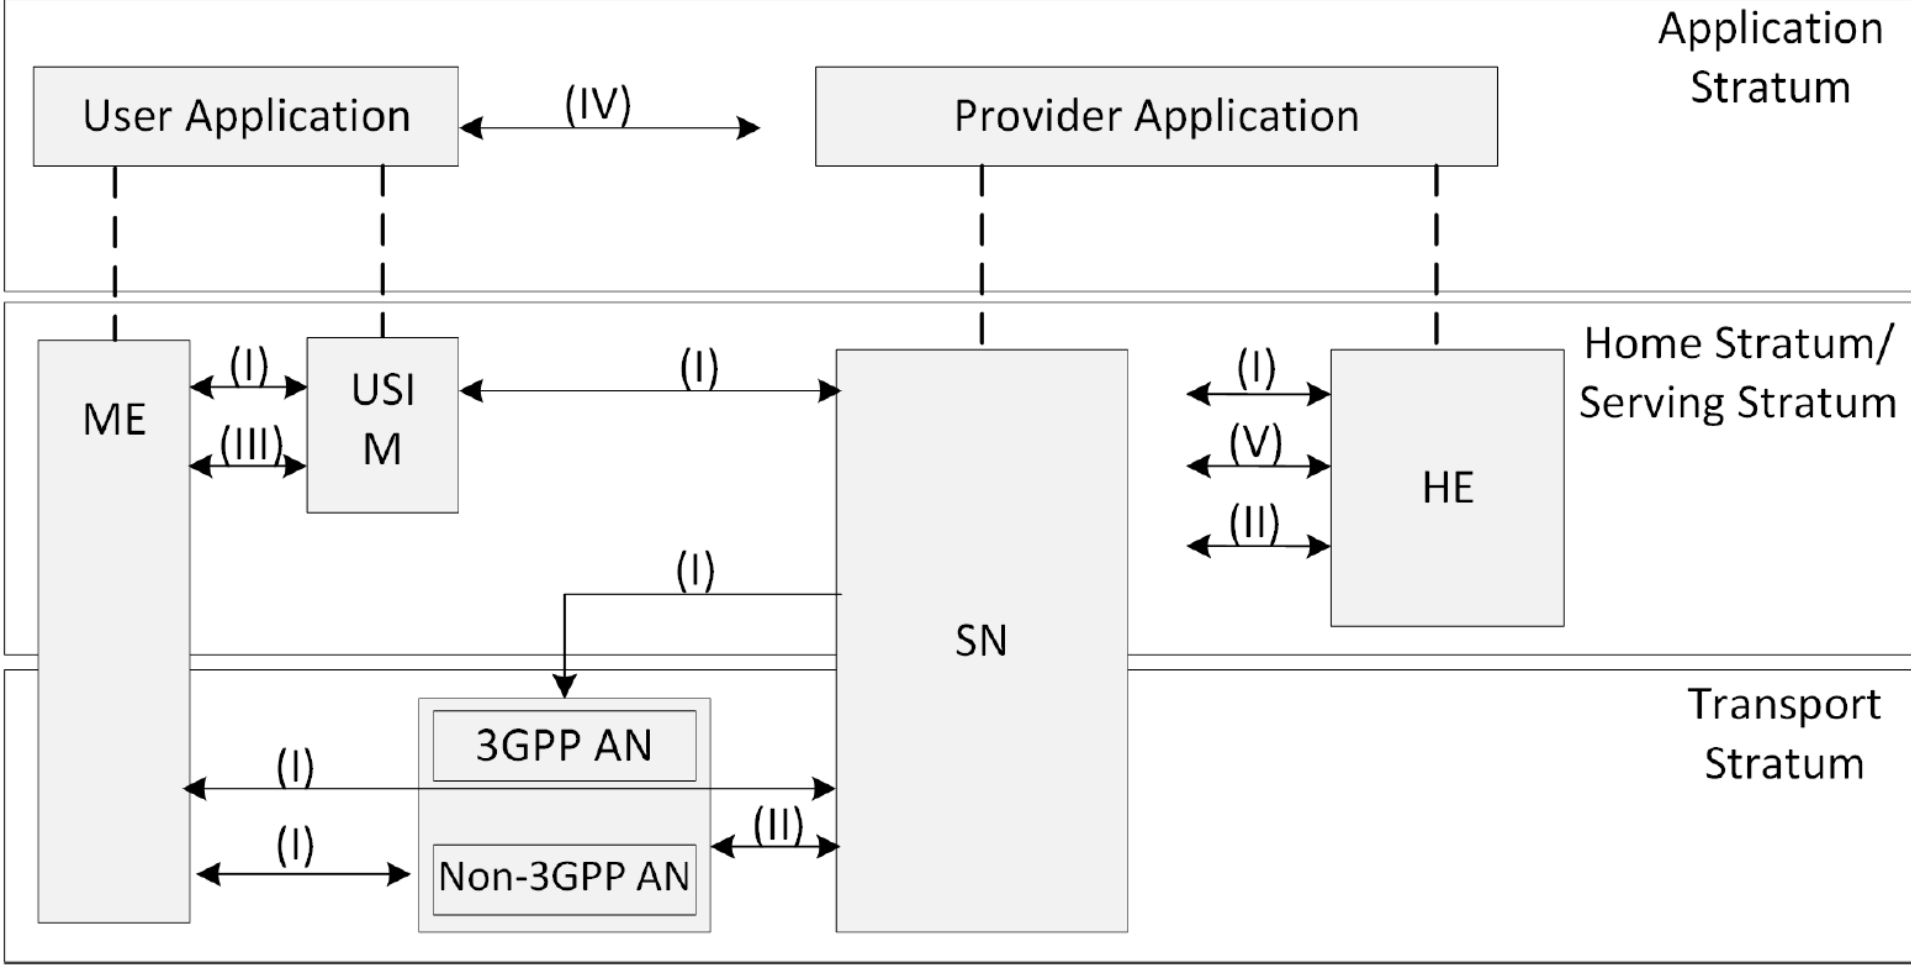 Application
Stratum
User Application
(IV)
Provider Application
Home Stratum/
Serving Stratum
ME
(I)
(III)
USI
M
(I)
(I)
(V)
(II)
HE
(I)
SN
Transport
Stratum
3GPP AN
(I)
(II)
(I)
Non-3GPP AN